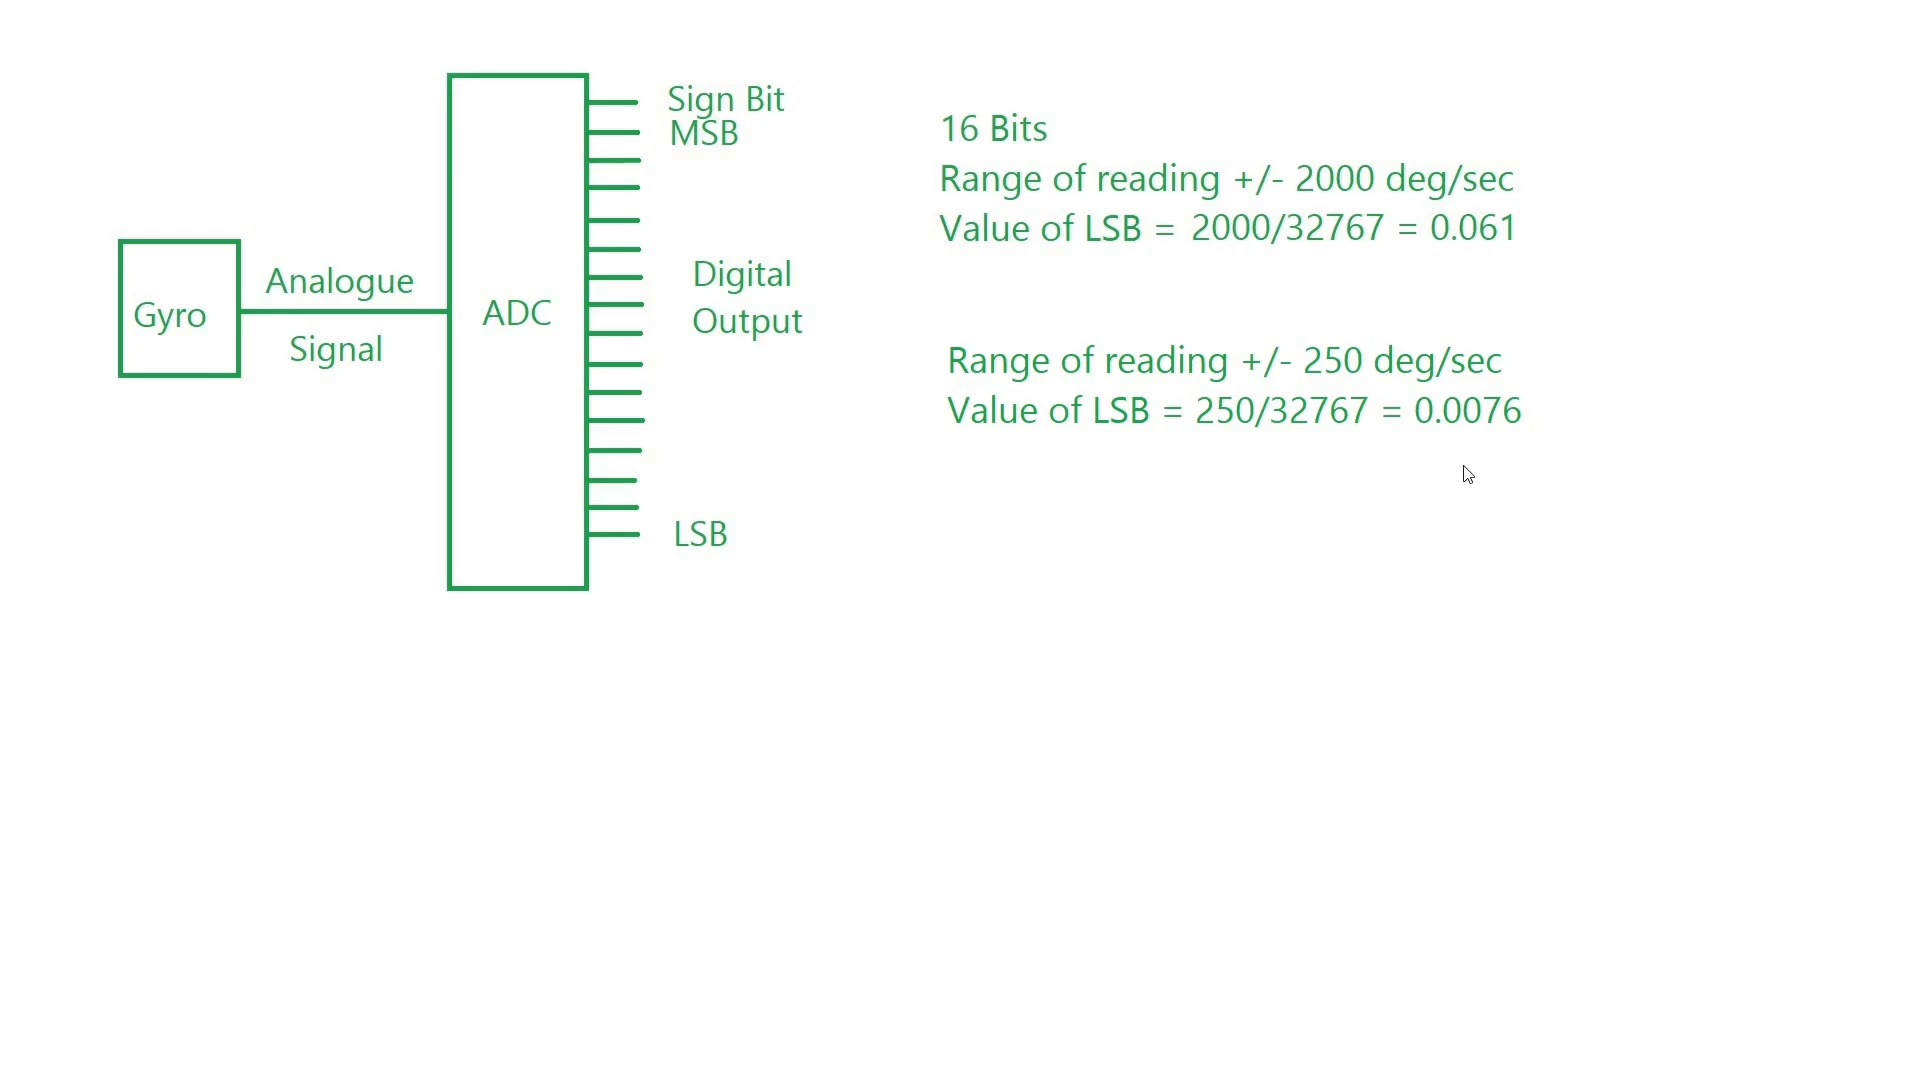 Gyro
Analogue
Signal
ADC
Sign Bit
MSB
Digital
Output
LSB
16 Bits
Range of reading +/- 2000 deg/sec
Value of LSB = 2000/32767 = 0.061
Range of reading +/- 250 deg/sec
Value of LSB = 250/32767 = 0.0076